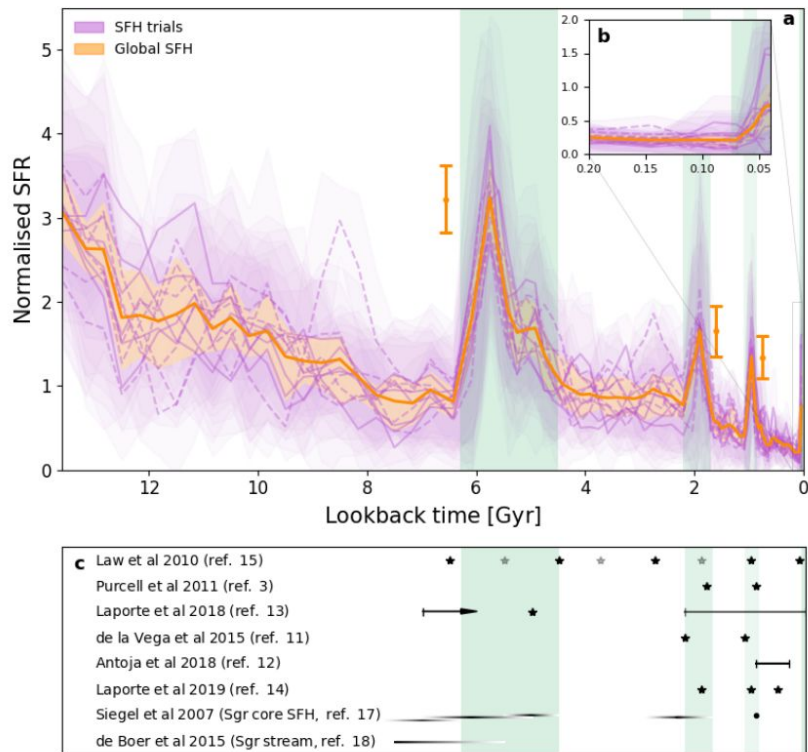 SFH trials
Global SFH
a
b
2.0
1.5
1.0
0.5
0.0
0.20 0.15 0.10 0.05
5
4
3
2
1
0
Normalised SFR
12 10 8 6 4 2 0
Lookback time [Gyr]
c
Law et al 2010 (ref. 15)
Purcell et al 2011 (ref. 3)
Laporte et al 2018 (ref. 13)
de la Vega et al 2015 (ref. 11)
Antoja et al 2018 (ref. 12)
Laporte et al 2019 (ref. 14)
Siegel et al 2007 (Sgr core SFH, ref. 17)
de Boer et al 2015 (Sgr stream, ref. 18)